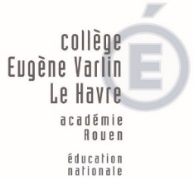 collège
Eugène Varlin
Le Havre
académie
Rouen
éducation
nationale
É